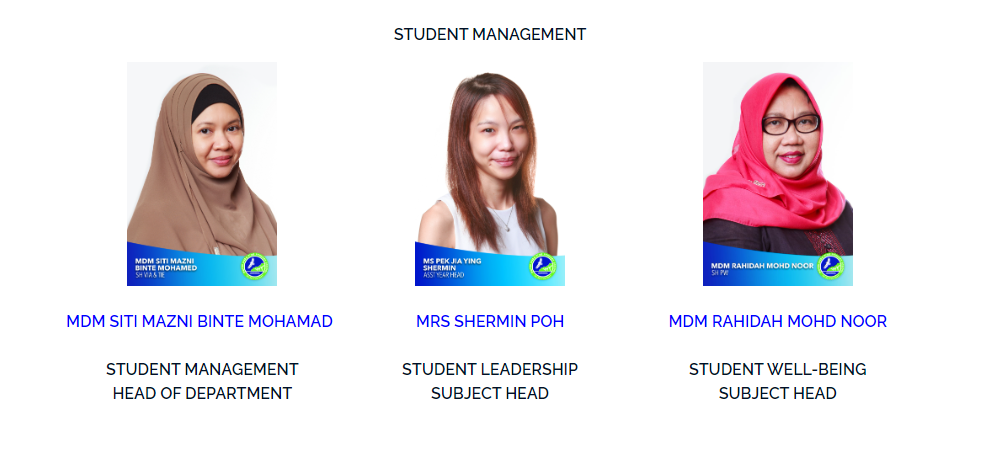 STUDENT MANAGEMENT
MDM SITI MAZNI
BINTE MOHAMED
SH VIA & TIE
MS PEK JIA YING
SHERMIN
ASST YEAR HEAD
MDM RAHIDAH MOHD NOOR
SH PW
MDM SITI MAZNI BINTE MOHAMAD
MRS SHERMIN POH
MDM RAHIDAH MOHD NOOR
STUDENT MANAGEMENT
HEAD OF DEPARTMENT
STUDENT LEADERSHIP
SUBJECT HEAD
STUDENT WELL-BEING
SUBJECT HEAD